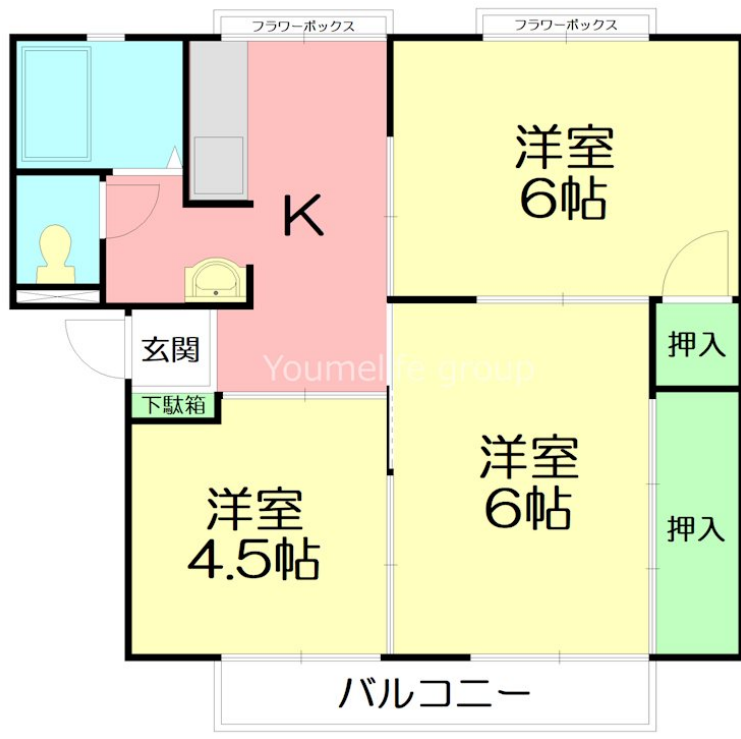 フラワーボックス
フラワーボックス
洋室
6帖
K
玄関
押入
Youmelife group
下駄箱
洋室
6帖
洋室
4.5帖
押入
バルコニー